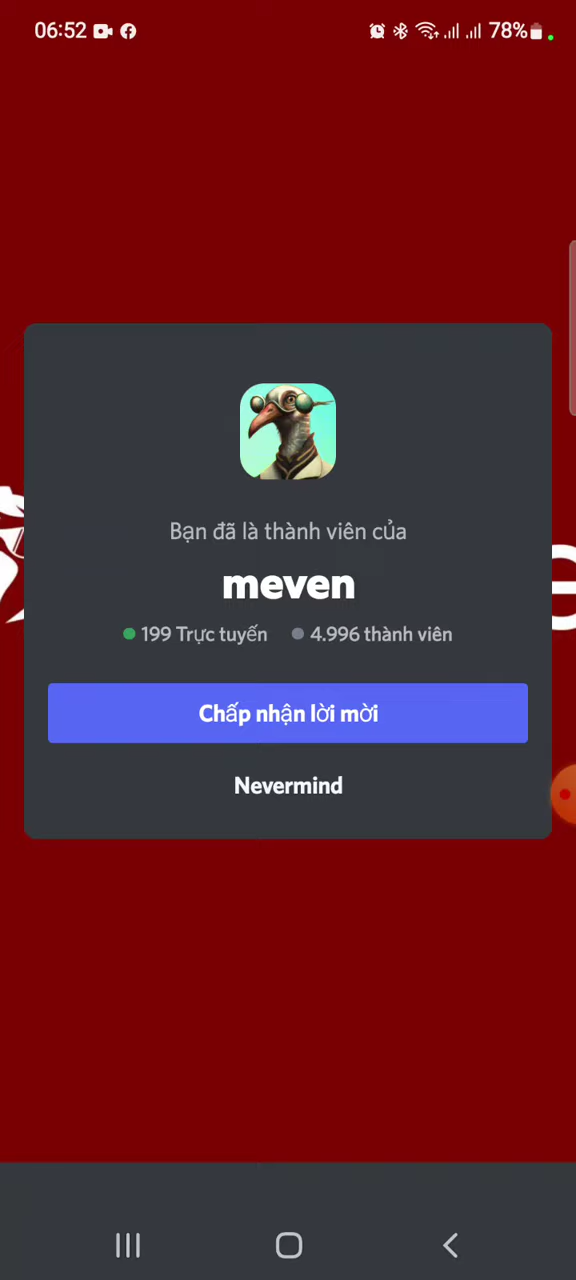 06:52
78%
Bạn đã là thành viên của
meven
199 Trực tuyến 4.996 thành viên
Chấp nhận lời mời
Nevermind